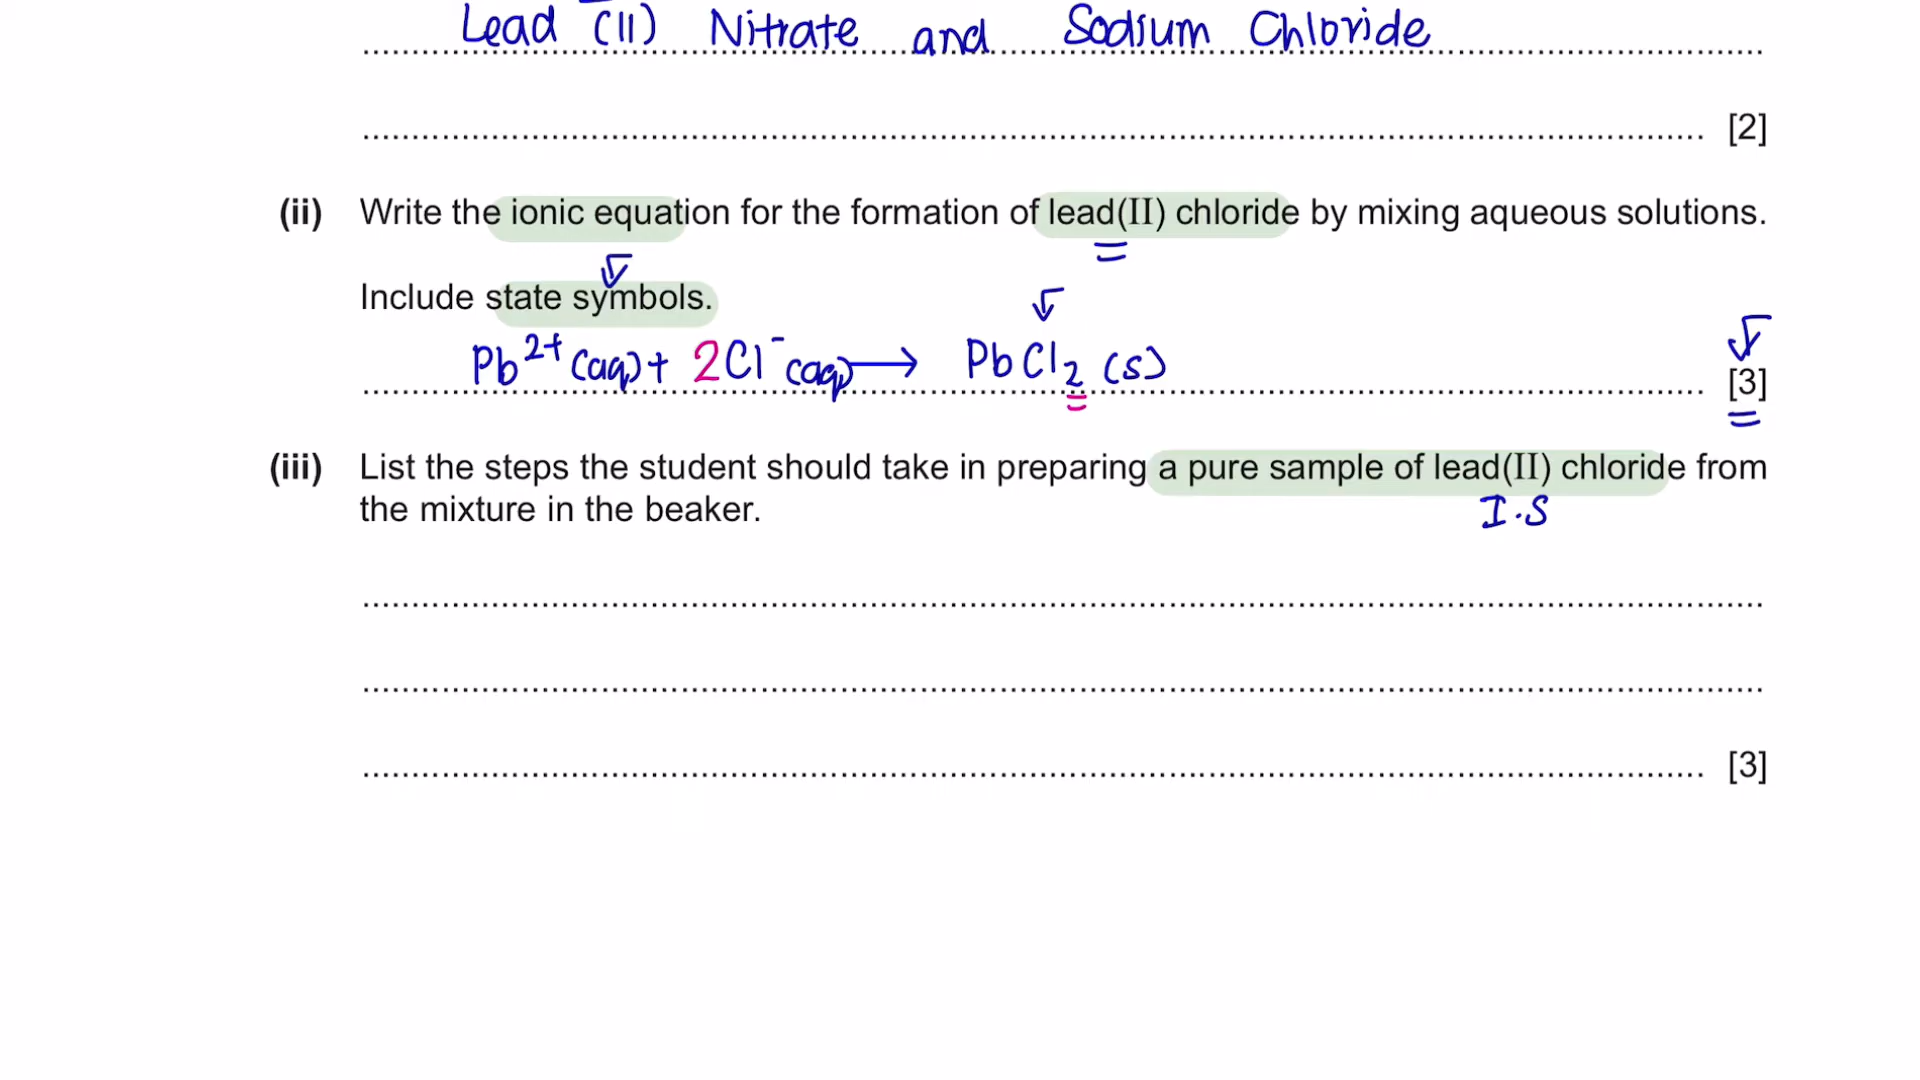 Lead (II) Nitrate and Sodium Chloride
[2]
(ii) Write the ionic equation for the formation of lead(II) chloride by mixing aqueous solutions.
Include state symbols.
Pb²⁺(aq) + 2Cl⁻(aq) → PbCl₂ (s)
[3]
(iii) List the steps the student should take in preparing a pure sample of lead(II) chloride from
the mixture in the beaker.
I.S
[3]